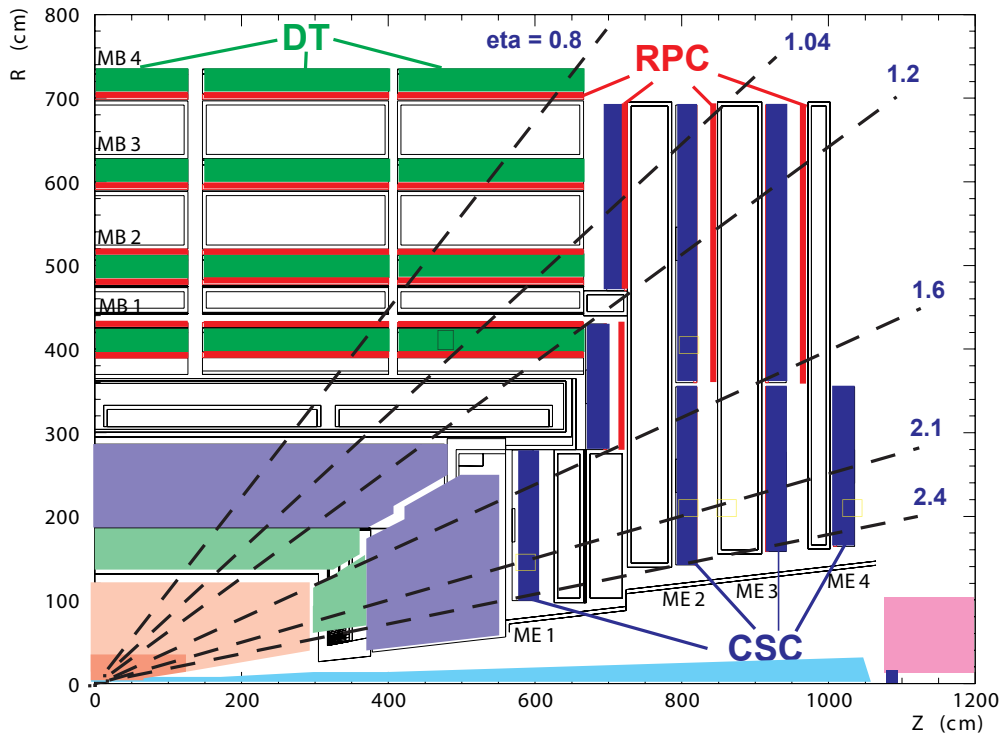 R (cm)
800
700
600
500
400
300
200
100
0
MB 4
MB 3
MB 2
MB 1
DT
eta = 0.8
1.04
1.2
RPC
1.6
2.1
2.4
ME 1
ME 2
ME 3
ME 4
CSC
0
200
400
600
800
1000
1200
Z (cm)